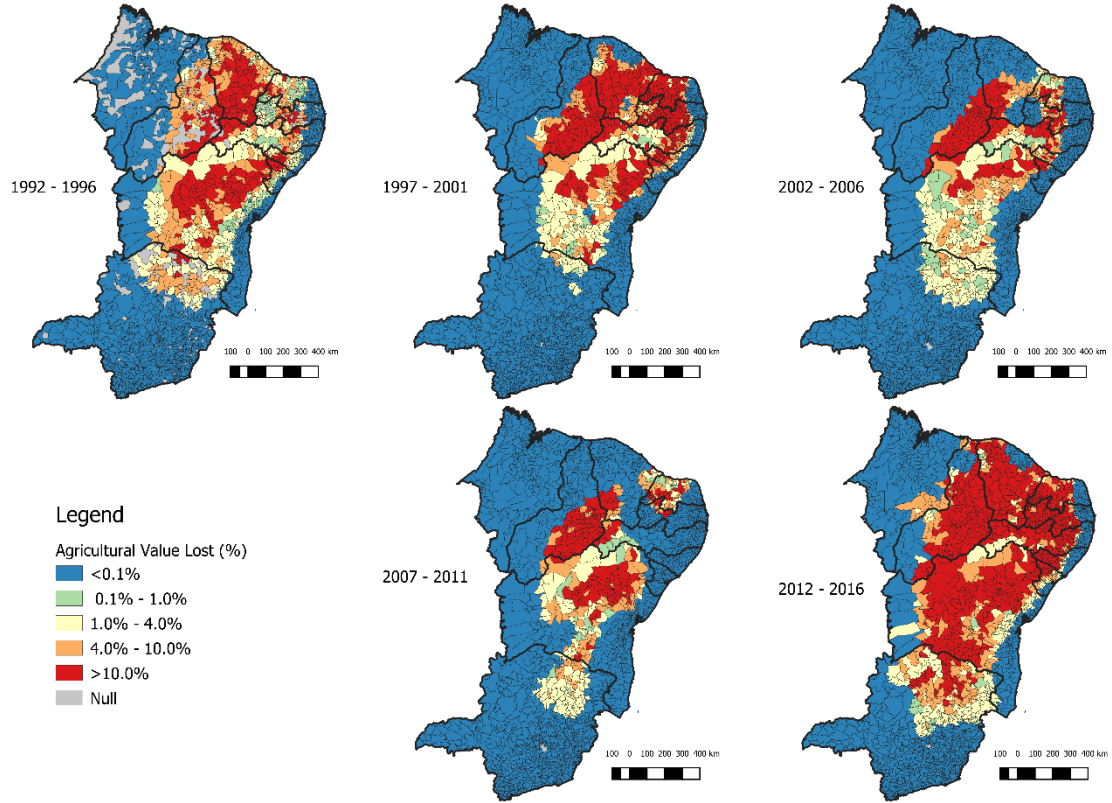 1992 - 1996
100 0 100 200 300 400 km
1997 - 2001
100 0 100 200 300 400 km
2002 - 2006
100 0 100 200 300 400 km
Legend
Agricultural Value Lost (%)
<0.1%
0.1% - 1.0%
1.0% - 4.0%
4.0% - 10.0%
>10.0%
Null
2007 - 2011
100 0 100 200 300 400 km
2012 - 2016
100 0 100 200 300 400 km